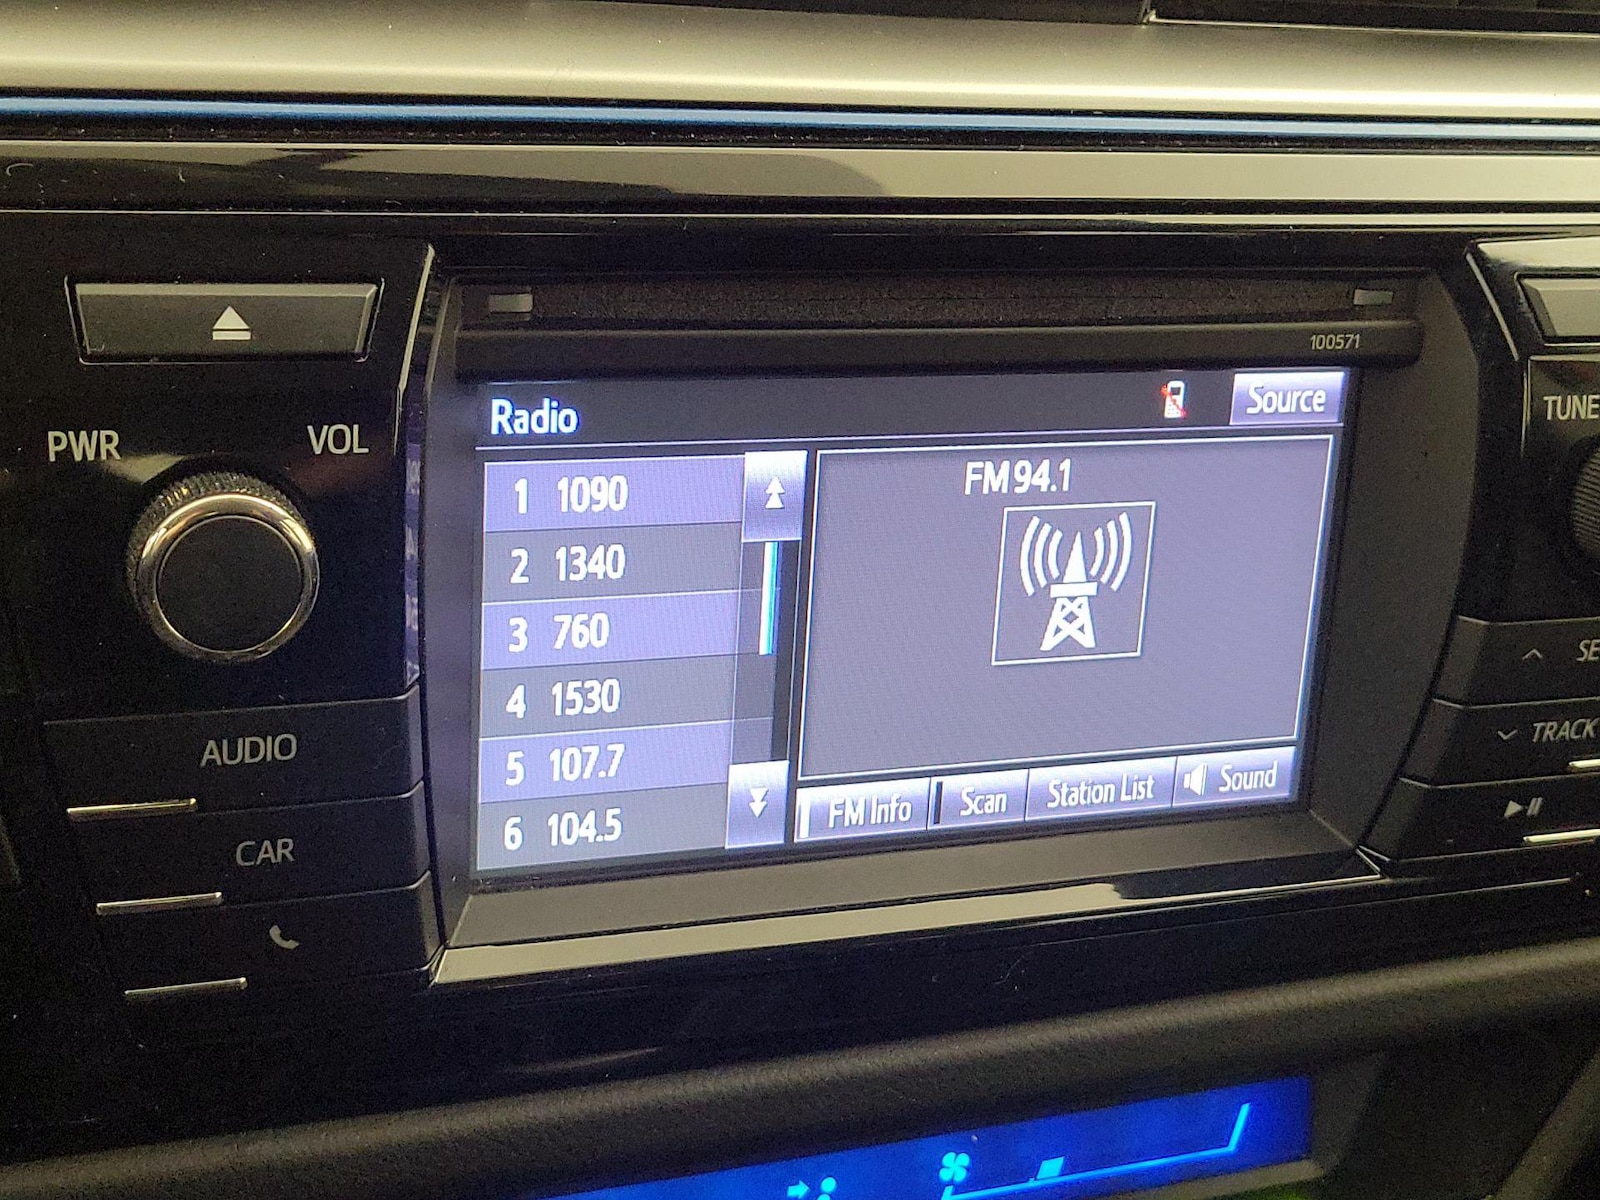 100571
Radio
Source
1 1090
2 1340
3 760
4 1530
5 107.7
6 104.5
FM 94.1
FM Info
Scan
Station List
Sound
PWR
VOL
AUDIO
CAR
TUNE
SE
TRACK